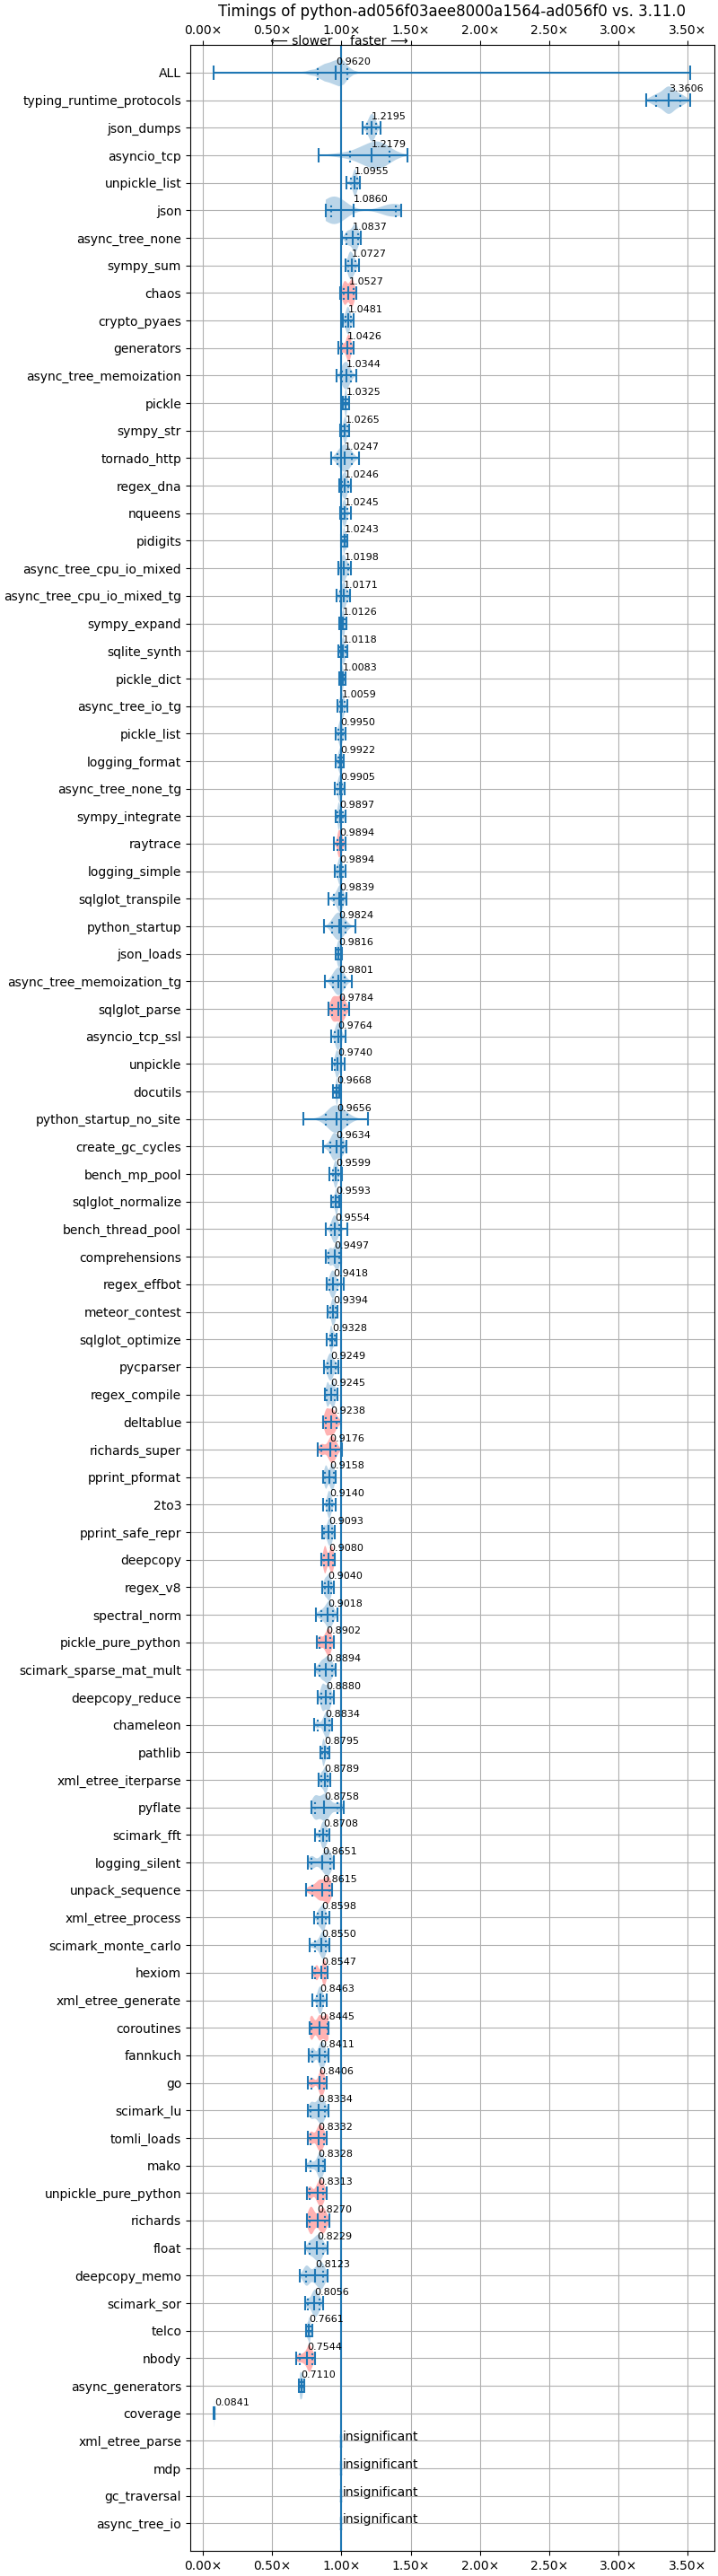 Timings of python-ad056f03aee8000a1564-ad056f0 vs. 3.11.0
0.00× 0.50× 1.00× 1.50× 2.00× 2.50× 3.00× 3.50×
⟵ slower faster ⟶
ALL 0.9620
typing_runtime_protocols 3.3606
json_dumps 1.2195
asyncio_tcp 1.2179
unpickle_list 1.0955
json 1.0860
async_tree_none 1.0837
sympy_sum 1.0727
chaos 1.0527
crypto_pyaes 1.0481
generators 1.0426
async_tree_memoization 1.0344
pickle 1.0325
sympy_str 1.0265
tornado_http 1.0247
regex_dna 1.0246
nqueens 1.0245
pidigits 1.0243
async_tree_cpu_io_mixed 1.0198
async_tree_cpu_io_mixed_tg 1.0171
sympy_expand 1.0126
sqlite_synth 1.0118
pickle_dict 1.0083
async_tree_io_tg 1.0059
pickle_list 0.9950
logging_format 0.9922
async_tree_none_tg 0.9905
sympy_integrate 0.9897
raytrace 0.9894
logging_simple 0.9894
sqlglot_transpile 0.9839
python_startup 0.9824
json_loads 0.9816
async_tree_memoization_tg 0.9801
sqlglot_parse 0.9784
asyncio_tcp_ssl 0.9764
unpickle 0.9740
docutils 0.9668
python_startup_no_site 0.9656
create_gc_cycles 0.9634
bench_mp_pool 0.9599
sqlglot_normalize 0.9593
bench_thread_pool 0.9554
comprehensions 0.9497
regex_effbot 0.9418
meteor_contest 0.9394
sqlglot_optimize 0.9328
pycparser 0.9249
regex_compile 0.9245
deltablue 0.9238
richards_super 0.9176
pprint_pformat 0.9158
2to3 0.9140
pprint_safe_repr 0.9093
deepcopy 0.9080
regex_v8 0.9040
spectral_norm 0.9018
pickle_pure_python 0.8902
scimark_sparse_mat_mult 0.8894
deepcopy_reduce 0.8880
chameleon 0.8834
pathlib 0.8795
xml_etree_iterparse 0.8789
pyflate 0.8758
scimark_fft 0.8708
logging_silent 0.8651
unpack_sequence 0.8615
xml_etree_process 0.8598
scimark_monte_carlo 0.8550
hexiom 0.8547
xml_etree_generate 0.8463
coroutines 0.8445
fannkuch 0.8411
go 0.8406
scimark_lu 0.8334
tomli_loads 0.8332
mako 0.8328
unpickle_pure_python 0.8313
richards 0.8270
float 0.8229
deepcopy_memo 0.8123
scimark_sor 0.8056
telco 0.7661
nbody 0.7544
async_generators 0.7110
coverage 0.0841
xml_etree_parse insignificant
mdp insignificant
gc_traversal insignificant
async_tree_io insignificant
0.00× 0.50× 1.00× 1.50× 2.00× 2.50× 3.00× 3.50×